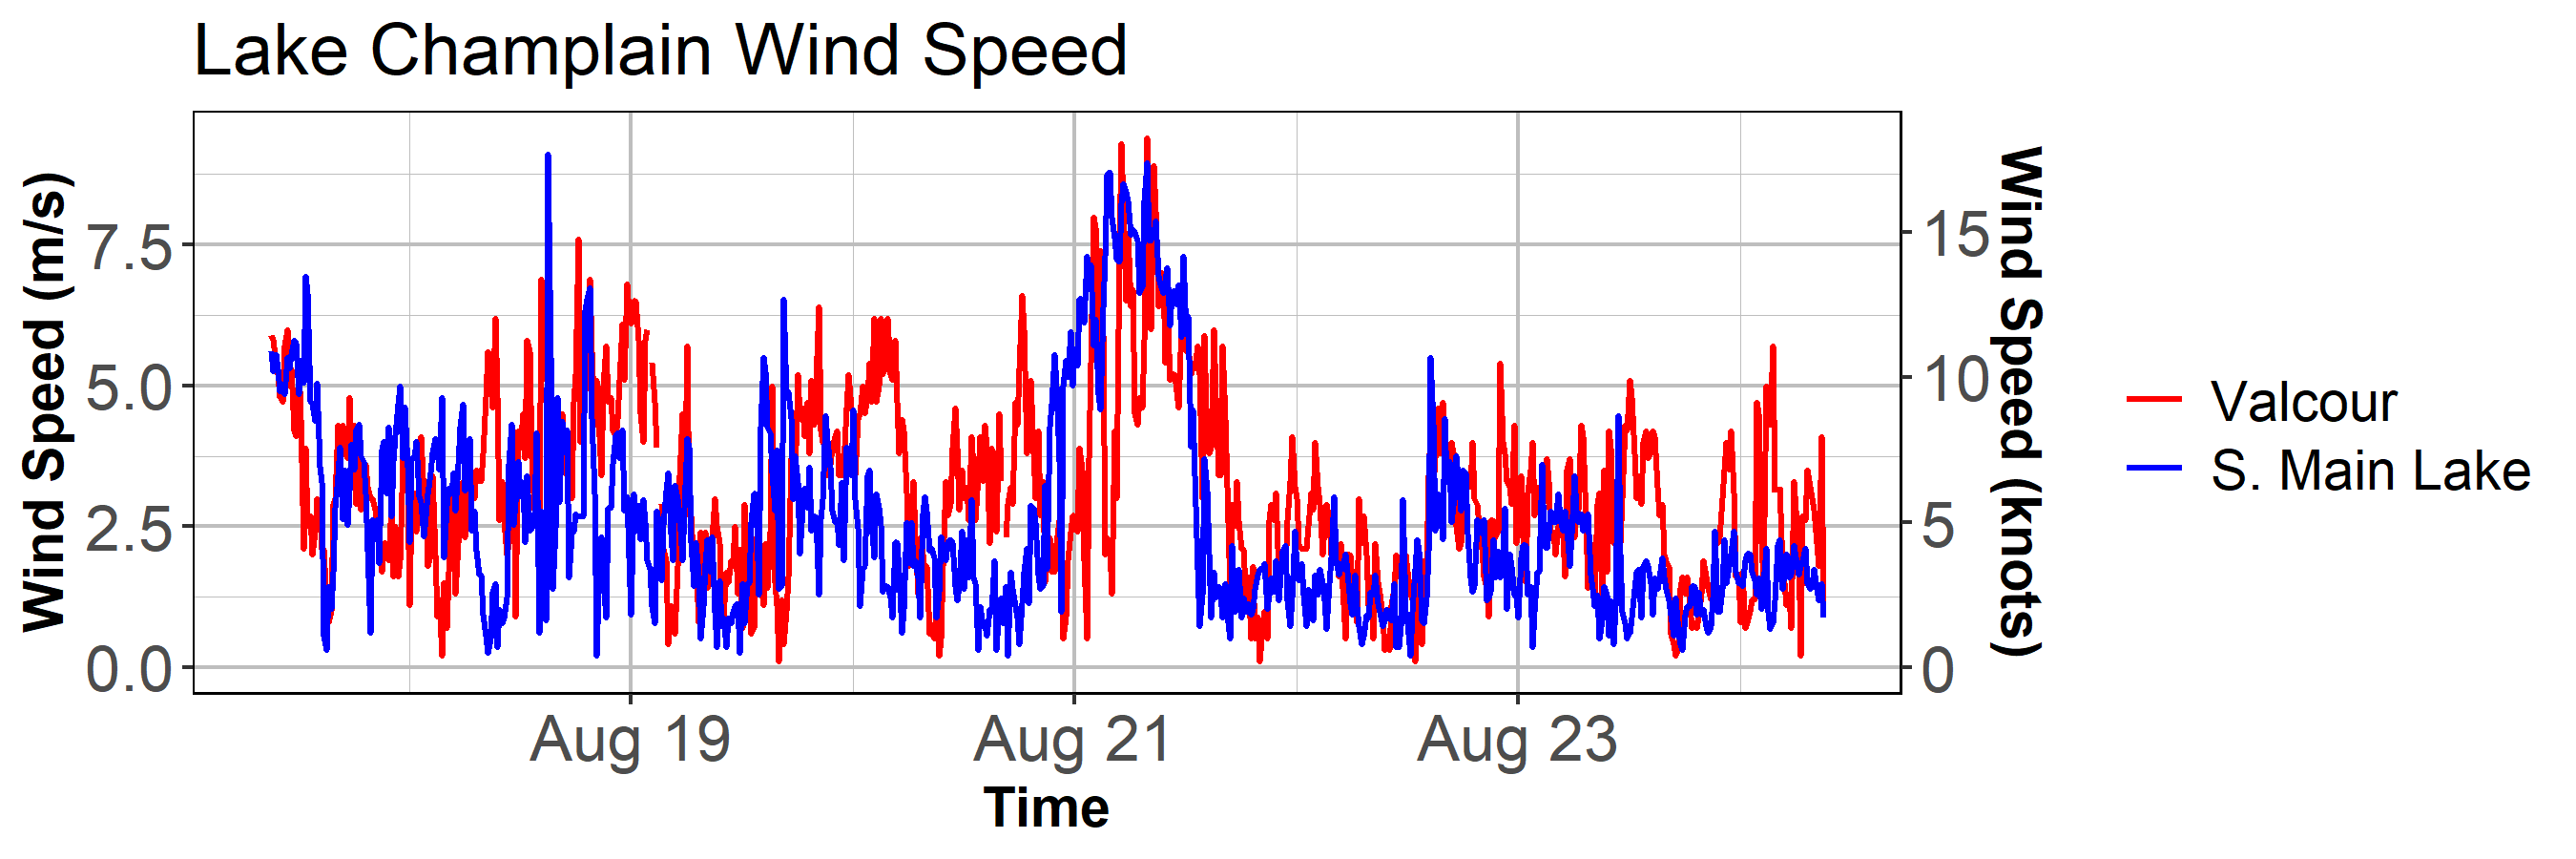 Lake Champlain Wind Speed
Wind Speed (m/s)
7.5
5.0
2.5
0.0
Wind Speed (knots)
15
10
5
0
Aug 19
Aug 21
Aug 23
Time
Valcour
S. Main Lake